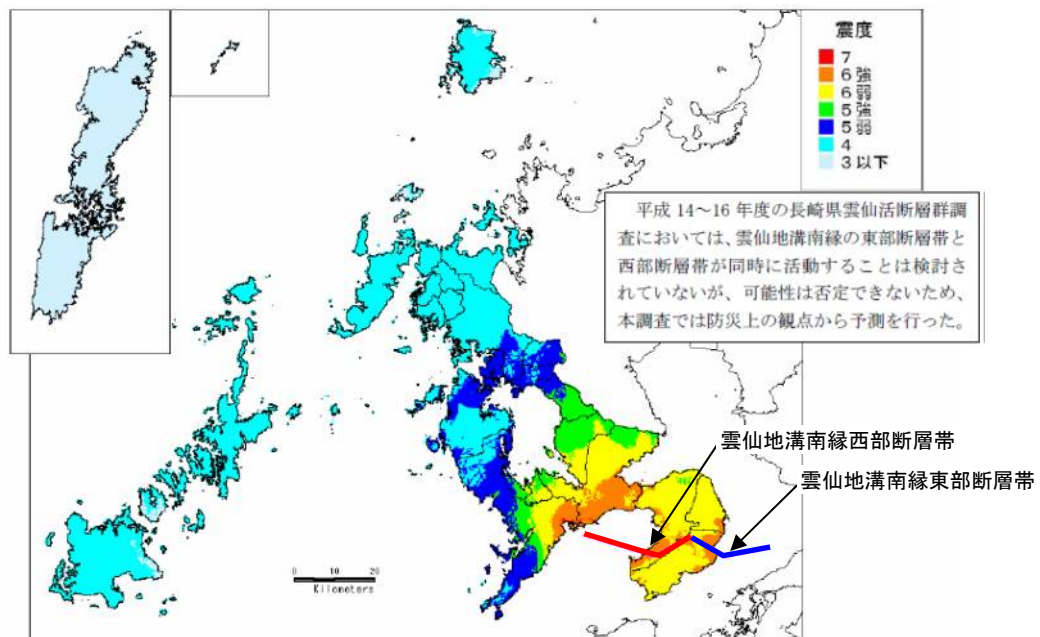 震度
7
6強
6弱
5強
5弱
4
3以下
平成 14～16 年度の長崎県雲仙活断層群調
査においては、雲仙地溝南縁の東部断層帯と
西部断層帯が同時に活動することは検討さ
れていないが、可能性は否定できないため、
本調査では防災上の観点から予測を行った。
雲仙地溝南縁西部断層帯
雲仙地溝南縁東部断層帯
0 10 20
Kilometers